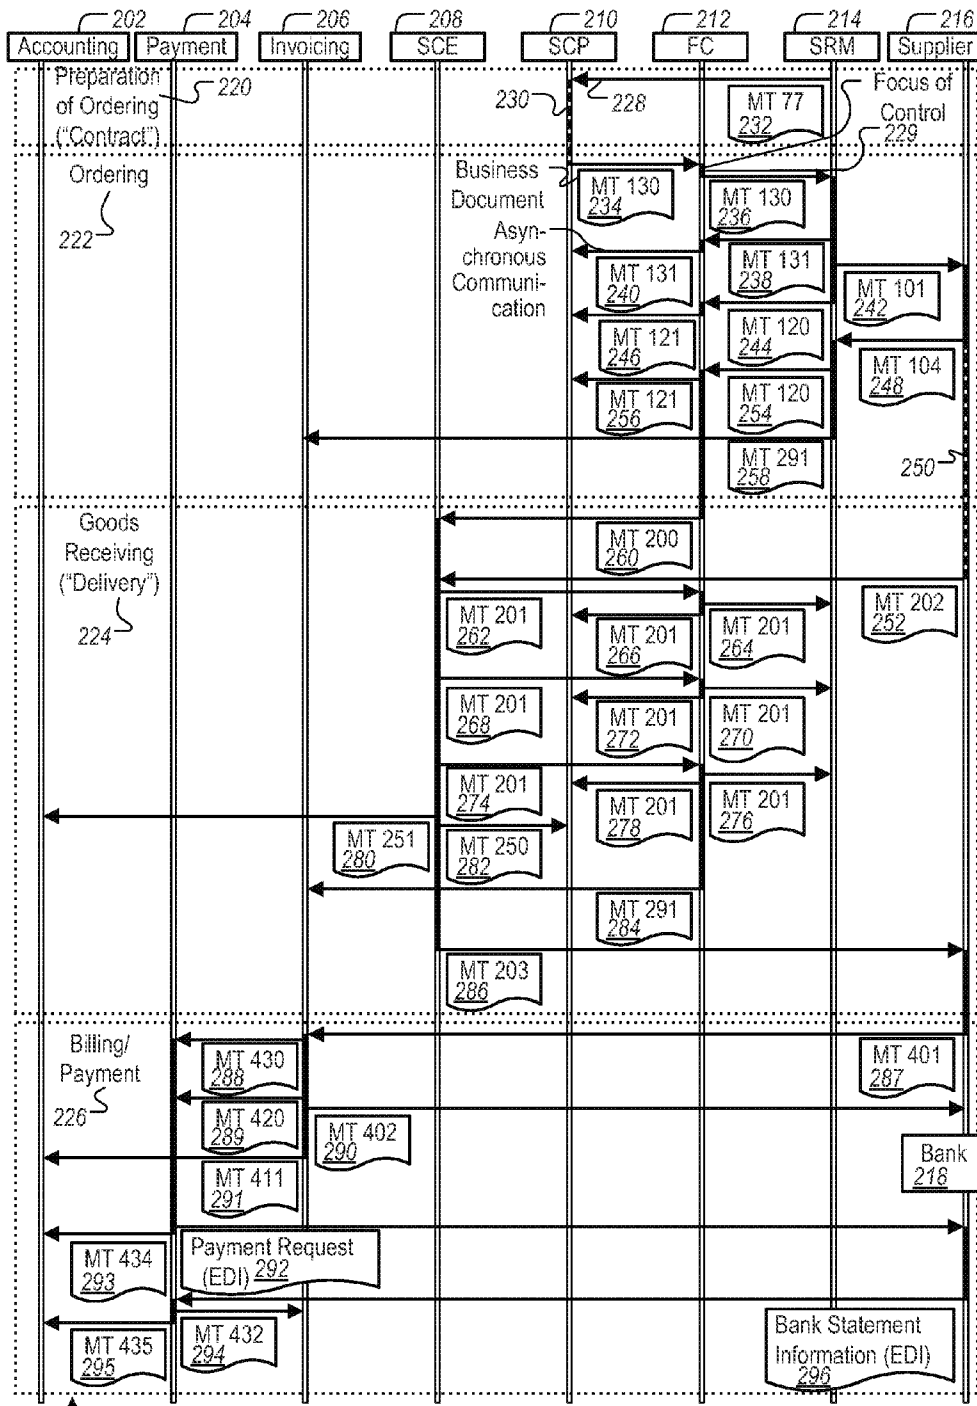 202 204 206 208 210 212 214 216
Accounting Payment Invoicing SCE SCP FC SRM Supplier
Preparation
of Ordering
("Contract")
220
230
228
MT 77
232
Focus of
Control
229
Ordering
222
Business
Document
MT 130
234
MT 130
236
Asyn-
chronous
Communi-
cation
MT 131
238
MT 131
240
MT 101
242
MT 120
244
MT 121
246
MT 104
248
MT 120
254
MT 121
256
250
MT 291
258
Goods
Receiving
("Delivery")
224
MT 200
260
MT 202
252
MT 201
262
MT 201
266
MT 201
264
MT 201
268
MT 201
272
MT 201
270
MT 201
274
MT 201
278
MT 201
276
MT 251
280
MT 250
282
MT 291
284
MT 203
286
Billing/
Payment
226
MT 430
288
MT 401
287
MT 420
289
MT 402
290
MT 411
291
Bank
218
MT 434
293
Payment Request
(EDI) 292
MT 435
295
MT 432
294
Bank Statement
Information (EDI)
296